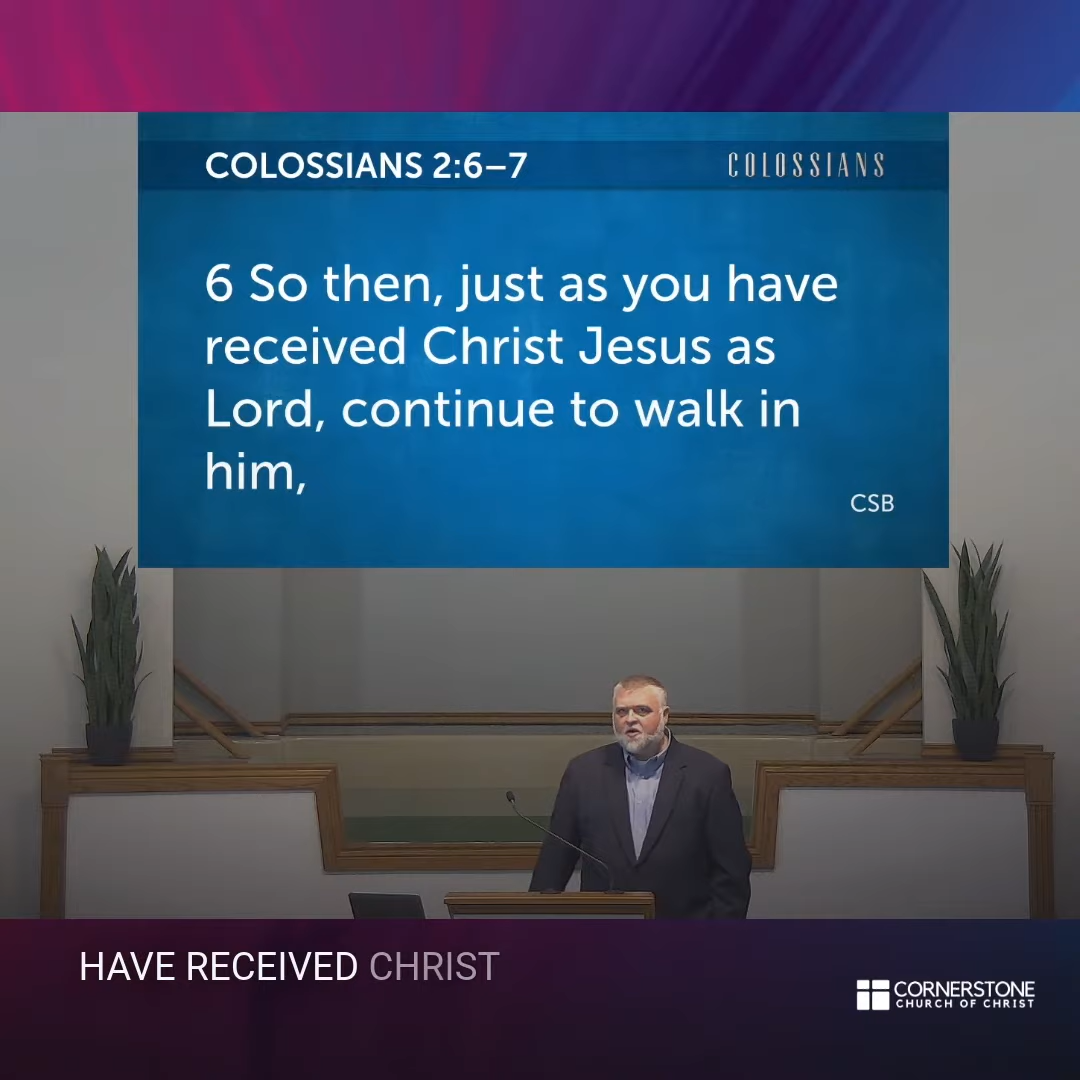 COLOSSIANS 2:6–7
COLOSSIANS
6 So then, just as you have
received Christ Jesus as
Lord, continue to walk in
him,
CSB
HAVE RECEIVED CHRIST
CORNERSTONE
CHURCH OF CHRIST